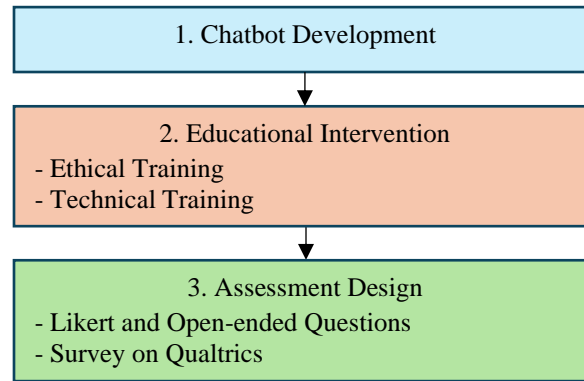 1. Chatbot Development
2. Educational Intervention
- Ethical Training
- Technical Training
3. Assessment Design
- Likert and Open-ended Questions
- Survey on Qualtrics